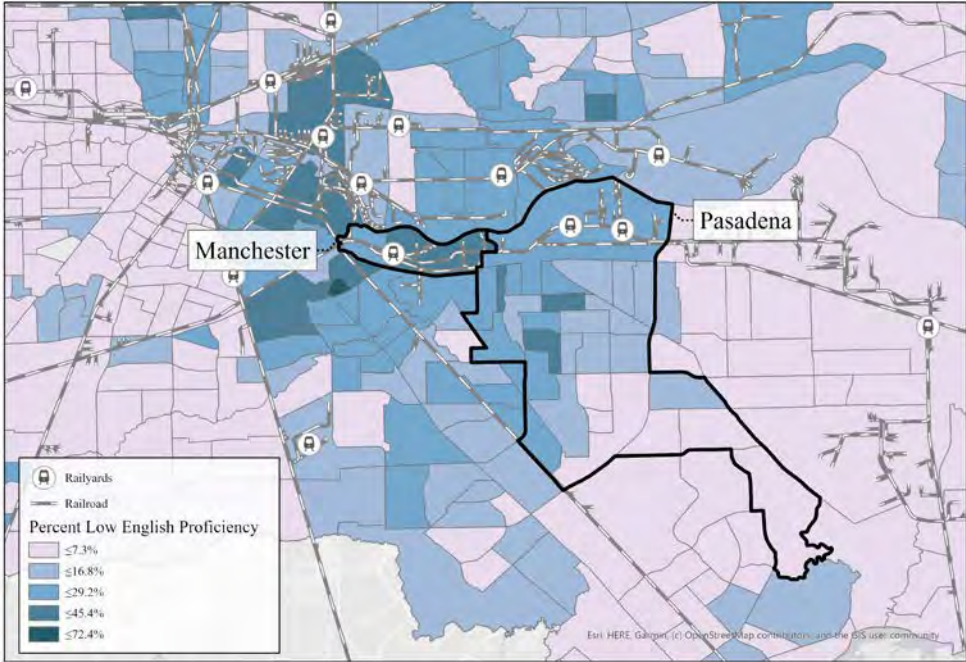 Manchester
Pasadena
Railyards
Railroad
Percent Low English Proficiency
≤7.3%
≤16.8%
≤29.2%
≤45.4%
≤72.4%
Esri, HERE, Garmin, (c) OpenStreetMap contributors, and the GIS user community